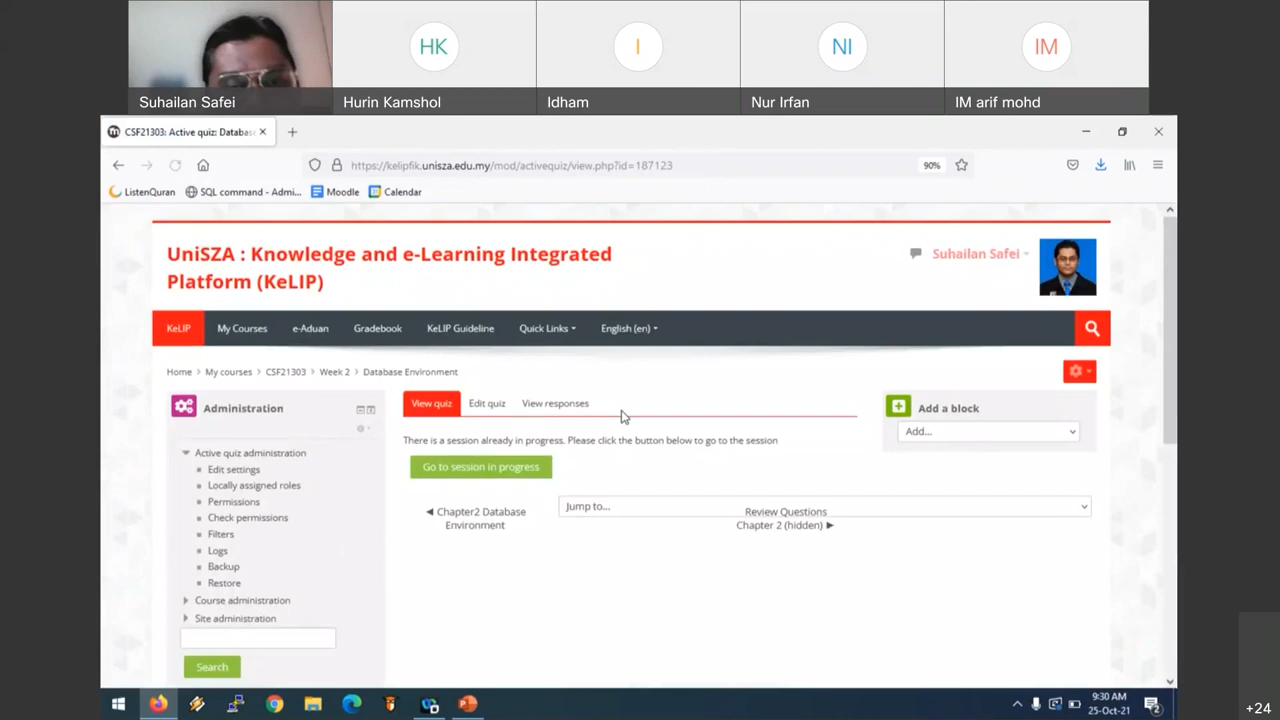 HK
I
NI
IM
Suhailan Safei
Hurin Kamshol
Idham
Nur Irfan
IM arif mohd
CSF21303: Active quiz: Databas
https://kelipfik.unisza.edu.my/mod/activequiz/view.php?id=187123
90%
ListenQuran
SQL command - Admi...
Moodle
Calendar
UniSZA : Knowledge and e-Learning Integrated
Platform (KeLIP)
Suhailan Safei
KeLIP
My Courses
e-Aduan
Gradebook
KeLIP Guideline
Quick Links
English (en)
Home
My courses
CSF21303
Week 2
Database Environment
Administration
Active quiz administration
Edit settings
Locally assigned roles
Permissions
Check permissions
Filters
Logs
Backup
Restore
Course administration
Site administration
Search
View quiz
Edit quiz
View responses
There is a session already in progress. Please click the button below to go to the session
Go to session in progress
◄ Chapter2 Database
Environment
Jump to...
Review Questions
Chapter 2 (hidden) ►
Add a block
Add...
9:30 AM
25-Oct-21
2
+24